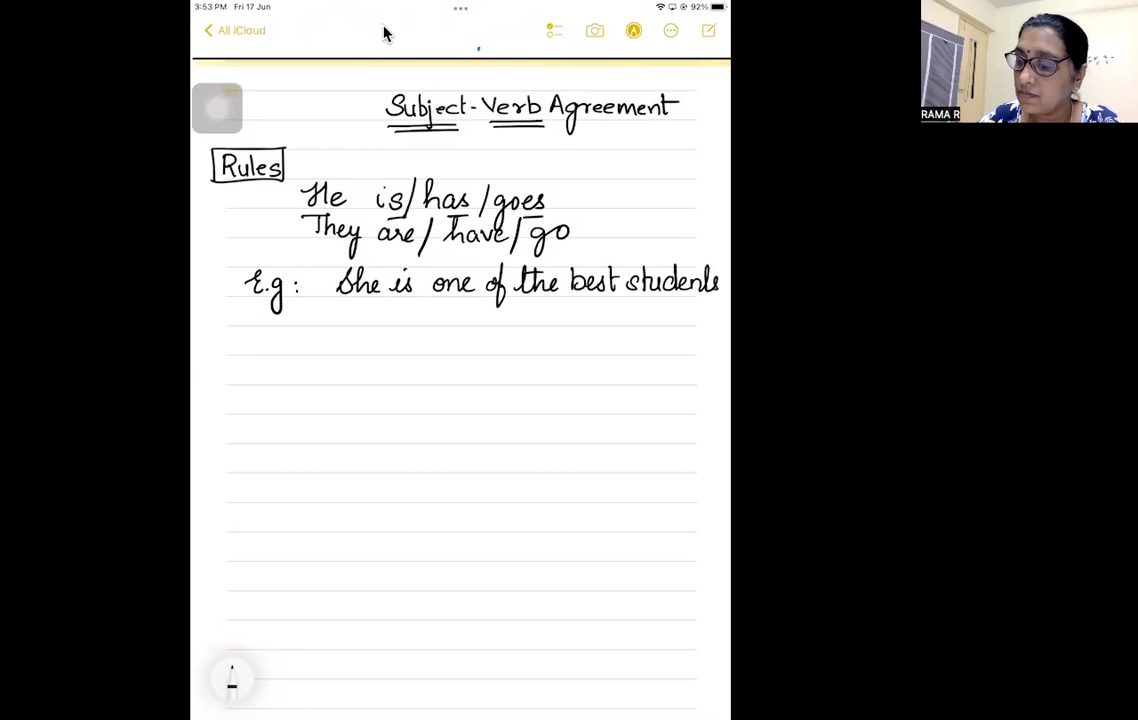 3:53 PM Fri 17 Jun
92%
All iCloud
Subject-Verb Agreement
Rules
He is/has/goes
They are/have/go
E.g: She is one of the best students
RAMA R